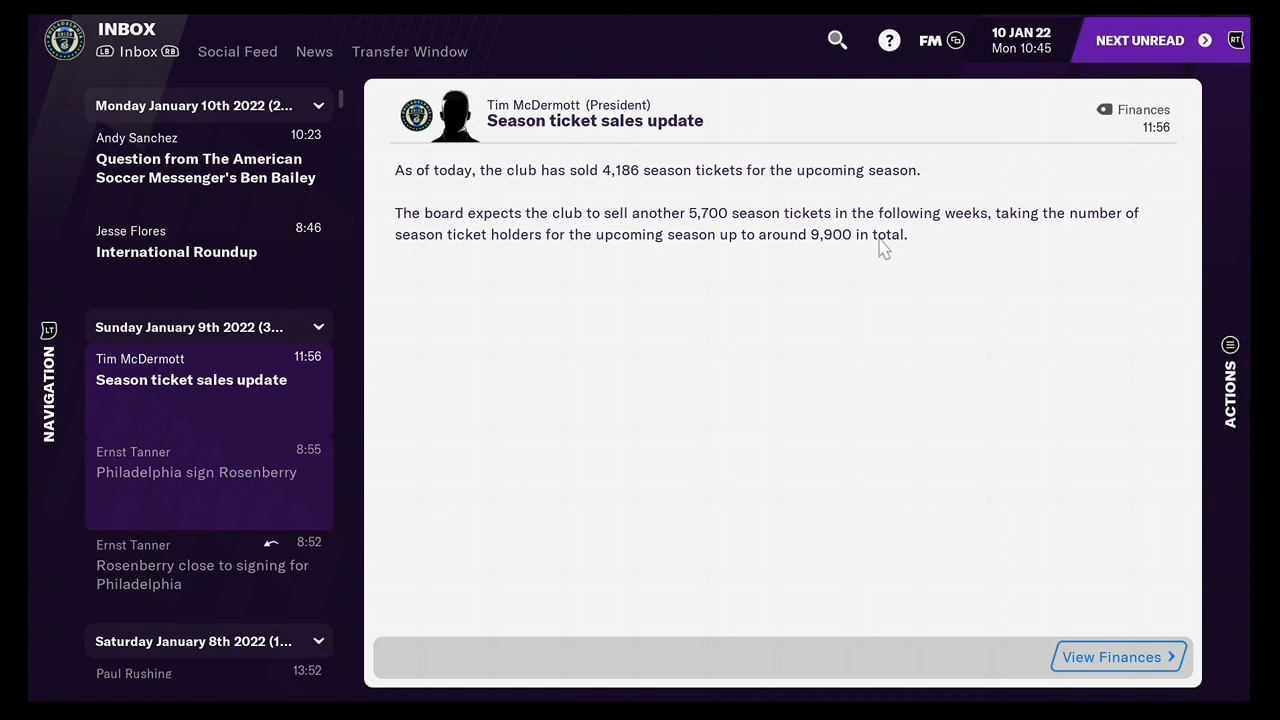 INBOX
LB Inbox RB Social Feed News Transfer Window
? FM 10 JAN 22
Mon 10:45
NEXT UNREAD RT
Monday January 10th 2022 (2...
Andy Sanchez 10:23
Question from The American
Soccer Messenger's Ben Bailey
Jesse Flores 8:46
International Roundup
Sunday January 9th 2022 (3...
Tim McDermott 11:56
Season ticket sales update
Ernst Tanner 8:55
Philadelphia sign Rosenberry
Ernst Tanner 8:52
Rosenberry close to signing for
Philadelphia
Saturday January 8th 2022 (1...
Paul Rushing 13:52
LT
NAVIGATION
Tim McDermott (President)
Season ticket sales update
Finances
11:56
As of today, the club has sold 4,186 season tickets for the upcoming season.
The board expects the club to sell another 5,700 season tickets in the following weeks, taking the number of
season ticket holders for the upcoming season up to around 9,900 in total.
View Finances
ACTIONS